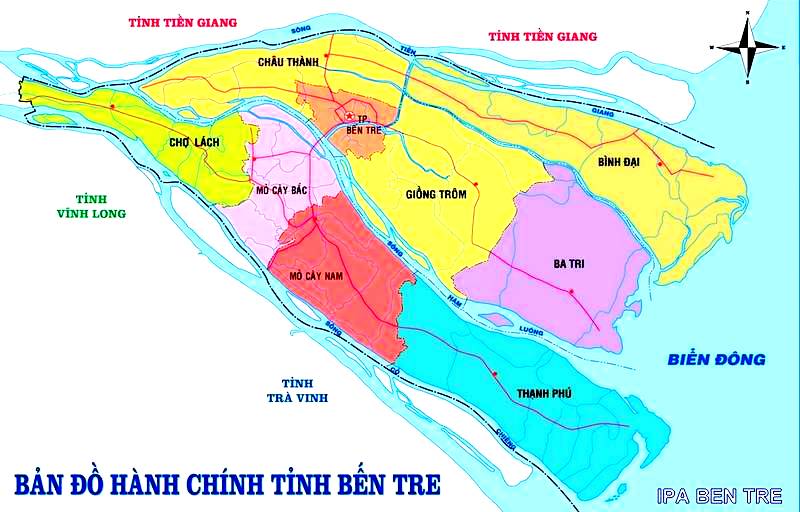 TỈNH TIỀN GIANG
TỈNH TIỀN GIANG
SÔNG
TIỀN
GIANG
CHÂU THÀNH
TP.
BẾN TRE
CHỢ LÁCH
BÌNH ĐẠI
MỎ CÀY BẮC
GIỒNG TRÔM
TỈNH
VĨNH LONG
BA TRI
MỎ CÀY NAM
SÔNG
HÀM
LUÔNG
SÔNG
CỔ
CHIÊNG
BIỂN ĐÔNG
TỈNH
TRÀ VINH
THẠNH PHÚ
BẢN ĐỒ HÀNH CHÍNH TỈNH BẾN TRE
IPA BEN TRE